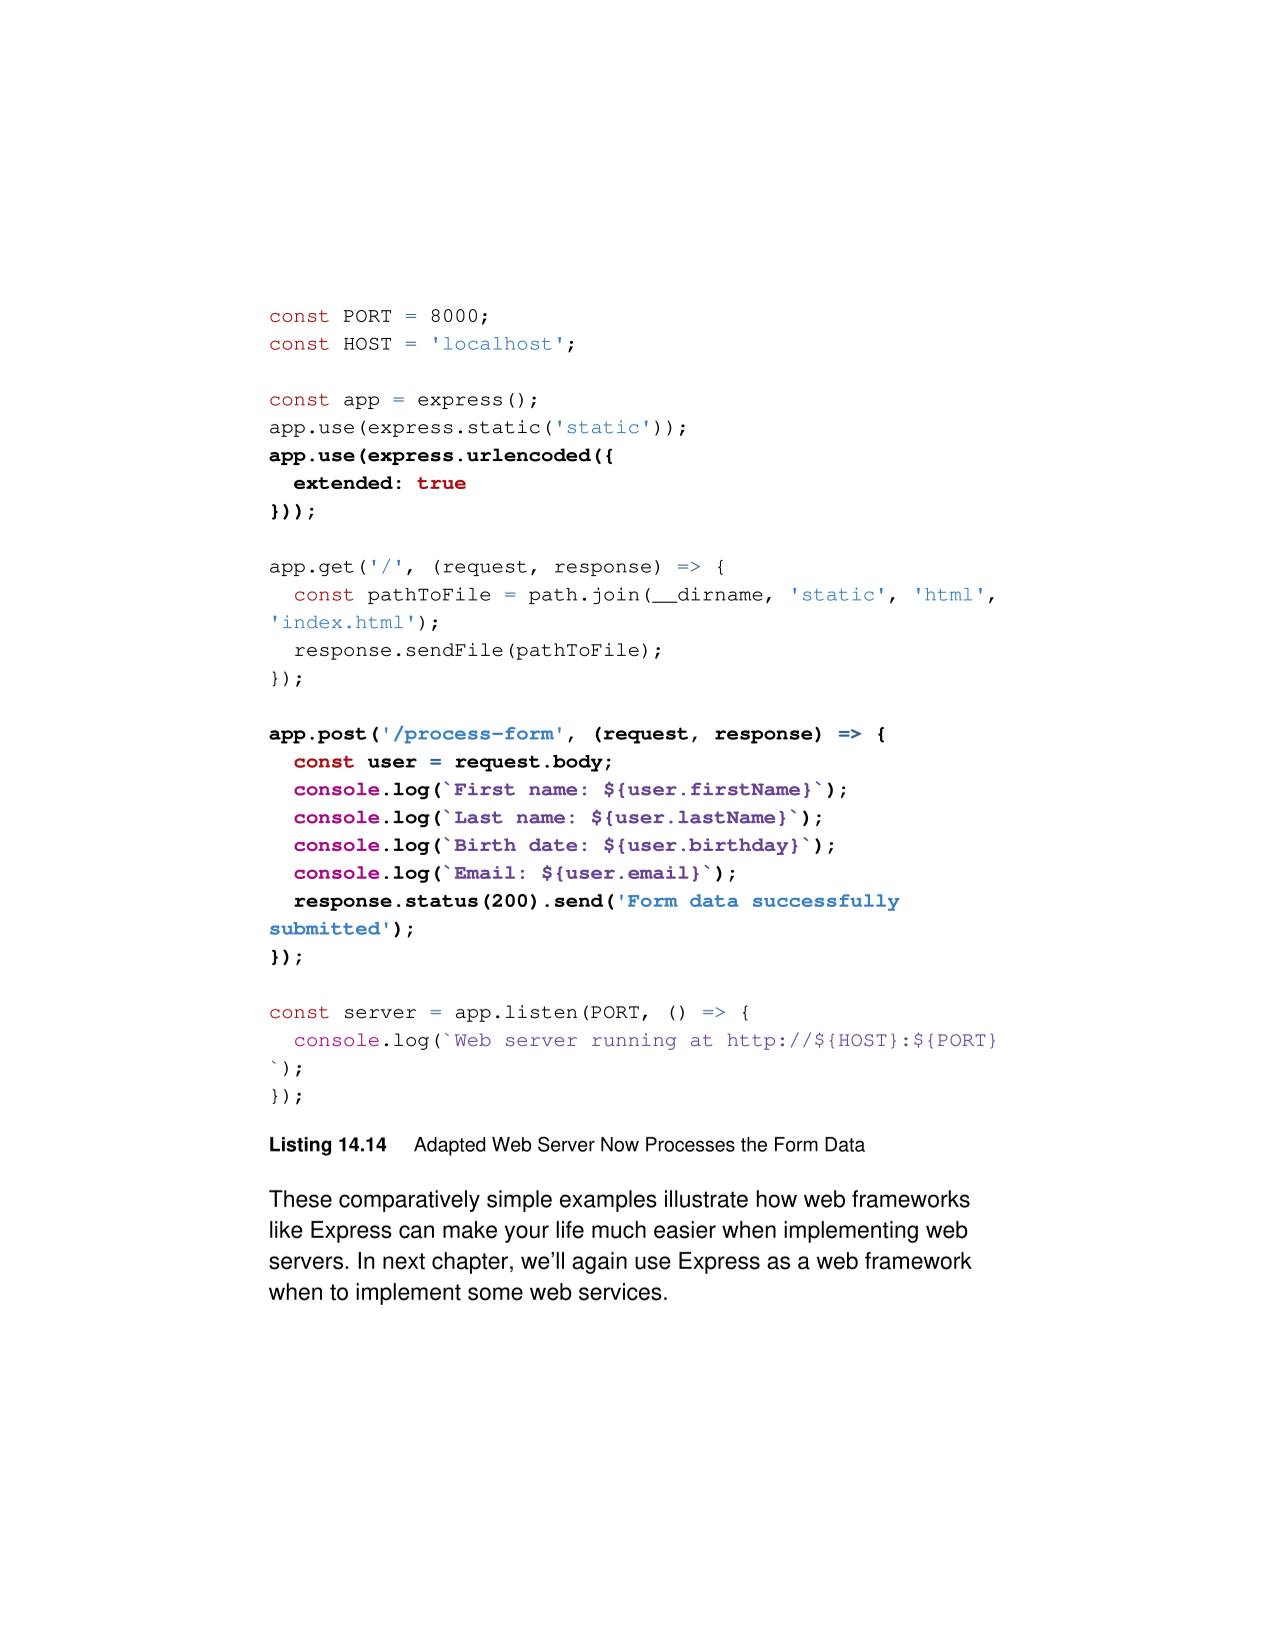 const PORT = 8000;
const HOST = 'localhost';

const app = express();
app.use(express.static('static'));
app.use(express.urlencoded({
  extended: true
}));

app.get('/', (request, response) => {
  const pathToFile = path.join(__dirname, 'static', 'html',
'index.html');
  response.sendFile(pathToFile);
});

app.post('/process-form', (request, response) => {
  const user = request.body;
  console.log(`First name: ${user.firstName}`);
  console.log(`Last name: ${user.lastName}`);
  console.log(`Birth date: ${user.birthday}`);
  console.log(`Email: ${user.email}`);
  response.status(200).send('Form data successfully
submitted');
});

const server = app.listen(PORT, () => {
  console.log(`Web server running at http://${HOST}:${PORT}
`);
});
Listing 14.14 Adapted Web Server Now Processes the Form Data
These comparatively simple examples illustrate how web frameworks
like Express can make your life much easier when implementing web
servers. In next chapter, we’ll again use Express as a web framework
when to implement some web services.